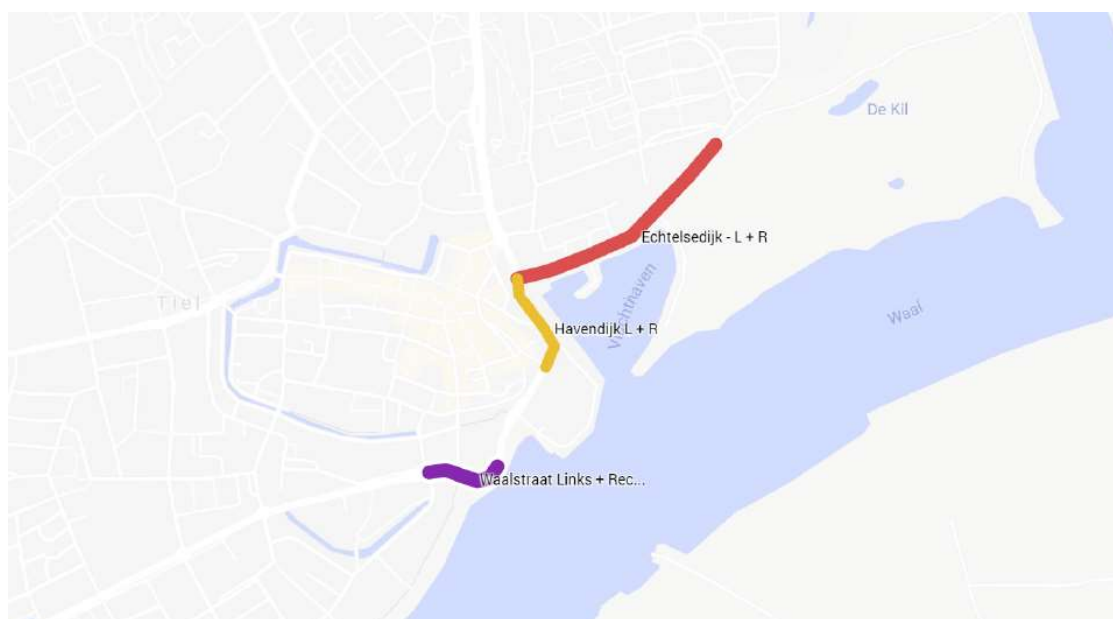 De Kil
Echtelsedijk - L + R
Tiel
Vluchthaven
Waal
Havendijk L + R
Waalstraat Links + Rec...